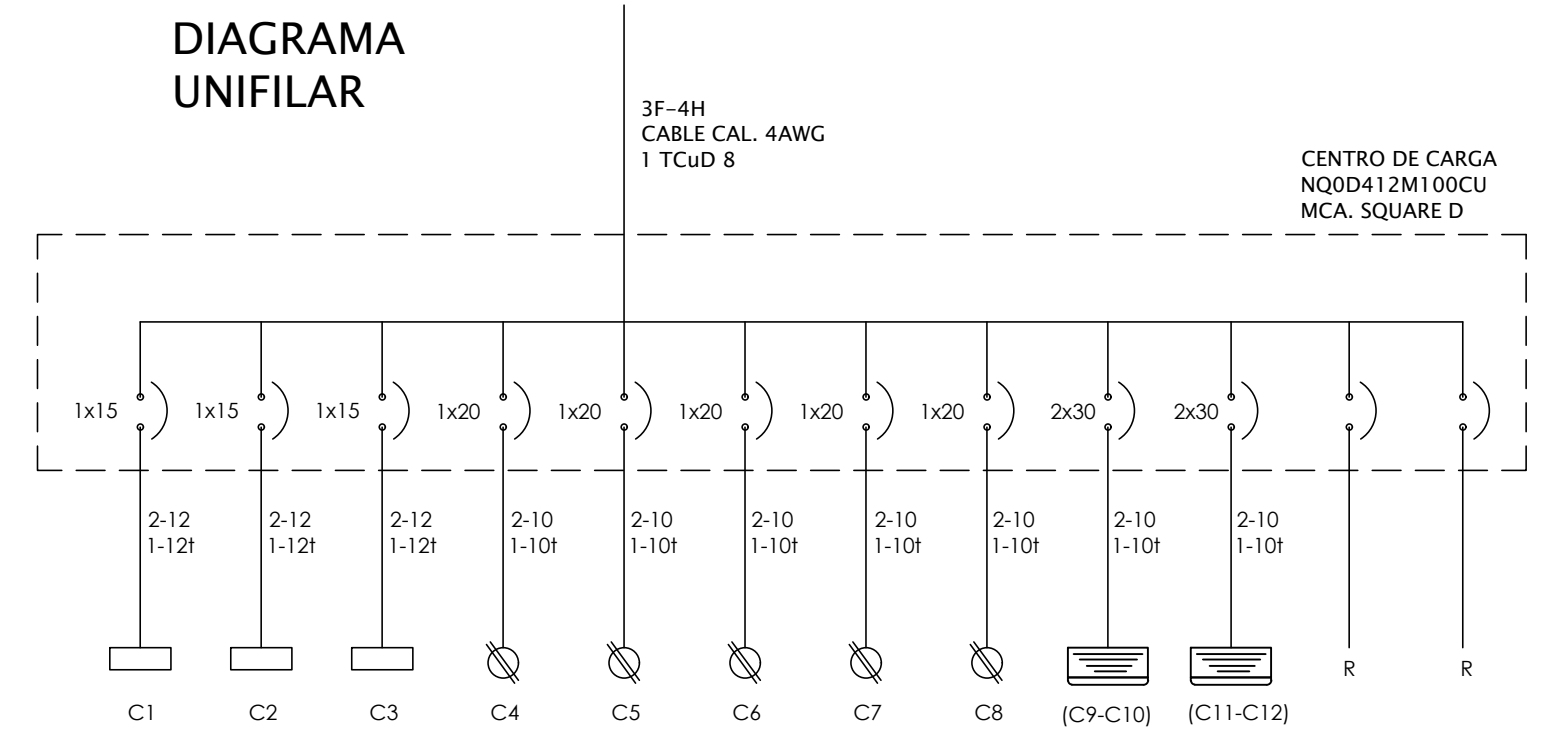 DIAGRAMA
UNIFILAR
3F-4H
CABLE CAL. 4AWG
1 TCuD 8
CENTRO DE CARGA
NQ0D412M100CU
MCA. SQUARE D
1x15 1x15 1x15 1x20 1x20 1x20 1x20 1x20 2x30 2x30
2-12 2-12 2-12 2-10 2-10 2-10 2-10 2-10 2-10 2-10
1-12t 1-12t 1-12t 1-10t 1-10t 1-10t 1-10t 1-10t 1-10t 1-10t
R R
C1 C2 C3 C4 C5 C6 C7 C8 (C9-C10) (C11-C12)